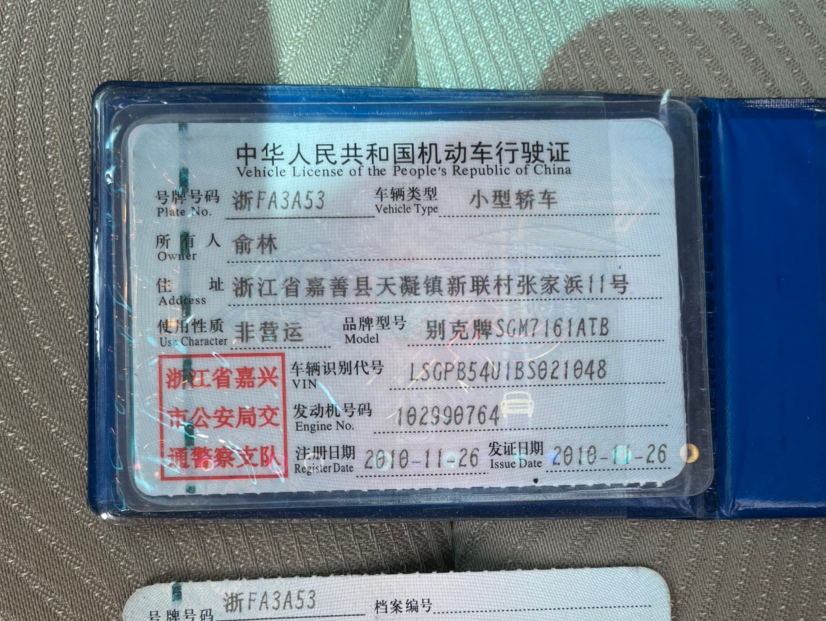 中华人民共和国机动车行驶证
Vehicle License of the People's Republic of China
号牌号码 浙FA3A53 车辆类型 小型轿车
Plate No. Vehicle Type
所有人 俞林
Owner
住址 浙江省嘉善县天凝镇新联村张家浜11号
Address
使用性质 非营运 品牌型号 别克牌SGM7161ATB
Use Character Model
浙江省嘉兴
市公安局交
通警察支队
车辆识别代号 LSGPB54U1BS021048
VIN
发动机号码 102990764
Engine No.
注册日期 2010-11-26 发证日期 2010-11-26
Register Date Issue Date
号牌号码 浙FA3A53 档案编号